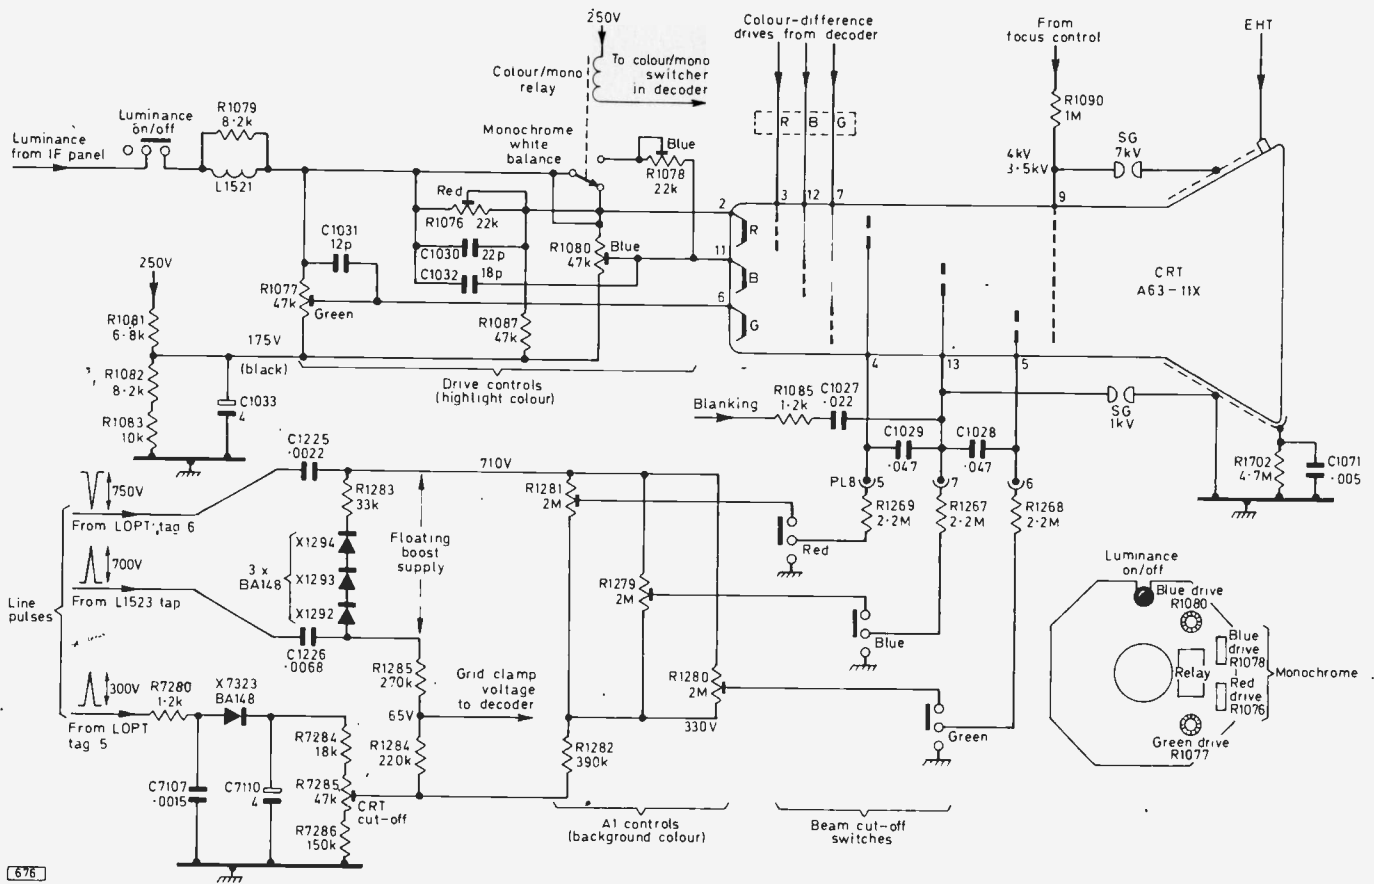 250V
Colour-difference
drives from decoder
From
focus control
EHT
Colour/mono
relay
To colour/mono
switcher
in decoder
R1079
8·2k
Luminance
on/off
Luminance
from IF panel
L1521
Monochrome
white
balance
Blue
R1078
22k
R B G
R1090
1M
4kV
3·5kV
SG
7kV
Red
R1076 22k
2
3
12
7
9
R
C1031
12p
C1030 22p
C1032 18p
R1080
47k
Blue
11
B
CRT
A63-11X
250V
R1077
47k
Green
6
G
R1081
6·8k
R1087
47k
175V
(black)
R1082
8·2k
R1083
10k
C1033
4
Drive controls
(highlight colour)
4
13
5
Blanking
R1085
1·2k
C1027
·022
SG
1kV
C1029
·047
C1028
·047
R1702
4·7M
C1071
·005
C1225
·0022
710V
750V
From LOPT tag 6
R1283
33k
R1281
2M
PL8 5
7
6
R1269
2·2M
R1267
2·2M
R1268
2·2M
Red
Floating
boost
supply
700V
X1294
3 x
BA148
X1293
X1292
Line
pulses
From L1523 tap
R1279
2M
Blue
C1226
·0068
R1285
270k
Grid clamp
voltage
to decoder
R1280
2M
300V
R7280
1·2k
X7323
BA148
65V
330V
From LOPT
tag 5
R7284
18k
R1284
220k
R1282
390k
Green
C7107
·0015
C7110
4
R7285
47k
CRT
cut-off
R7286
150k
A1 controls
(background colour)
Beam cut-off
switches
Luminance
on/off
Blue drive
R1080
Blue
drive
R1078
Relay
Monochrome
Red
drive
R1076
Green drive
R1077
676